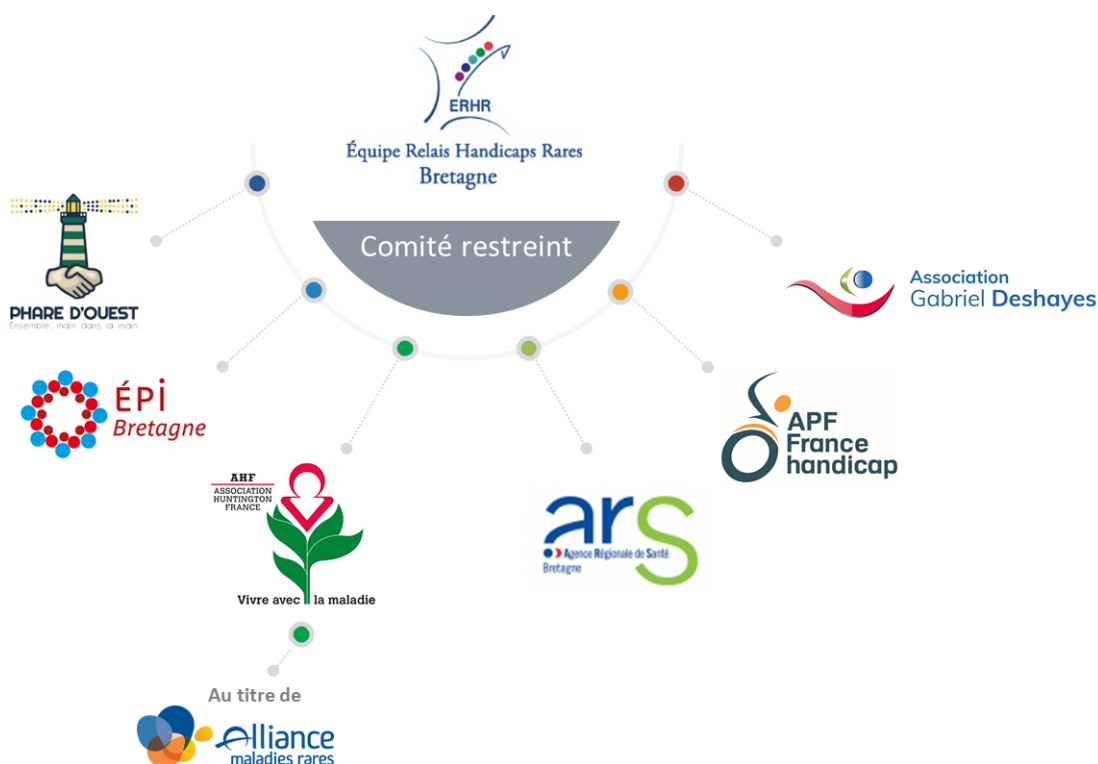 ERHR
Équipe Relais Handicaps Rares
Bretagne
Comité restreint
PHARE D'OUEST
Ensemble, main dans la main
Association
Gabriel Deshayes
ÉPi
Bretagne
APF
France
handicap
AHF
ASSOCIATION
HUNTINGTON
FRANCE
Vivre avec la maladie
ars
Agence Régionale de Santé
Bretagne
Au titre de
Alliance
maladies rares